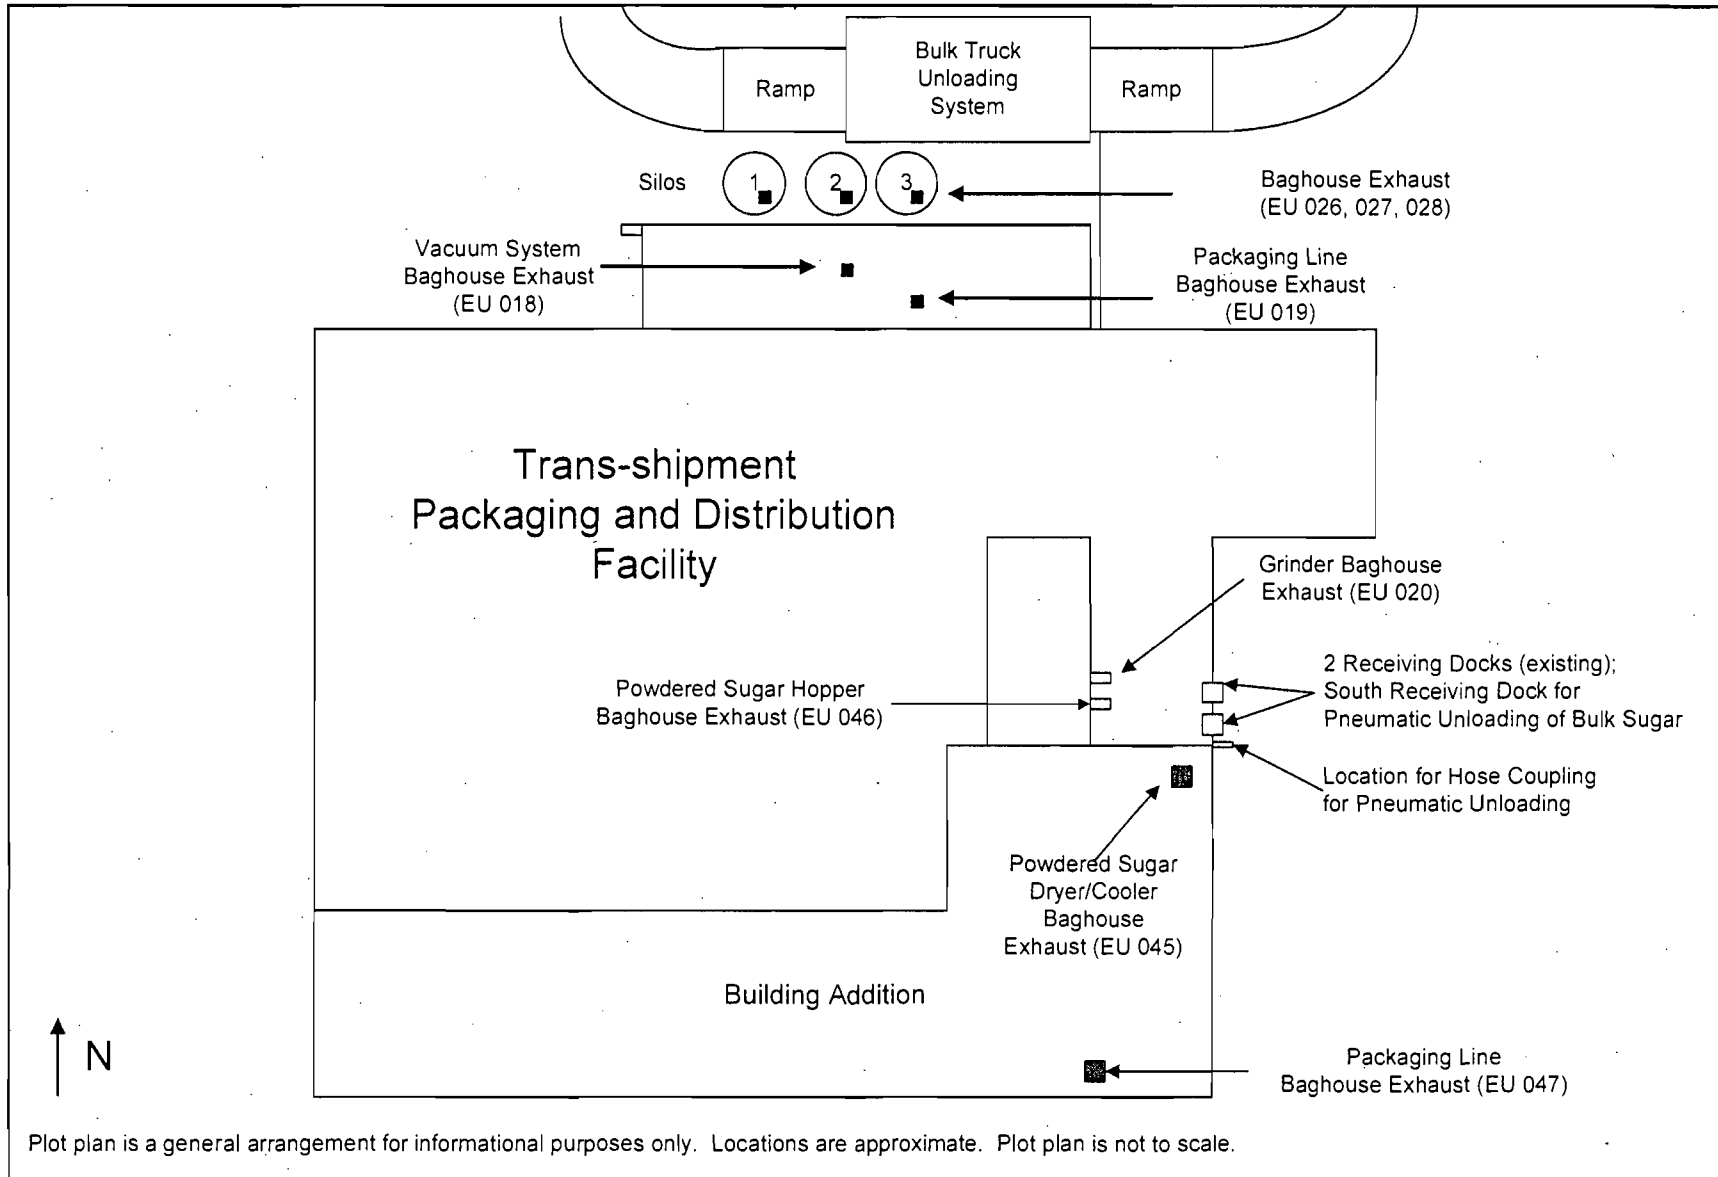 Bulk Truck
Unloading
System
Ramp
Ramp
Silos
1
2
3
Baghouse Exhaust
(EU 026, 027, 028)
Vacuum System
Baghouse Exhaust
(EU 018)
Packaging Line
Baghouse Exhaust
(EU 019)
Trans-shipment
Packaging and Distribution
Facility
Grinder Baghouse
Exhaust (EU 020)
2 Receiving Docks (existing);
South Receiving Dock for
Pneumatic Unloading of Bulk Sugar
Powdered Sugar Hopper
Baghouse Exhaust (EU 046)
Location for Hose Coupling
for Pneumatic Unloading
Powdered Sugar
Dryer/Cooler
Baghouse
Exhaust (EU 045)
Building Addition
N
Packaging Line
Baghouse Exhaust (EU 047)
Plot plan is a general arrangement for informational purposes only. Locations are approximate. Plot plan is not to scale.